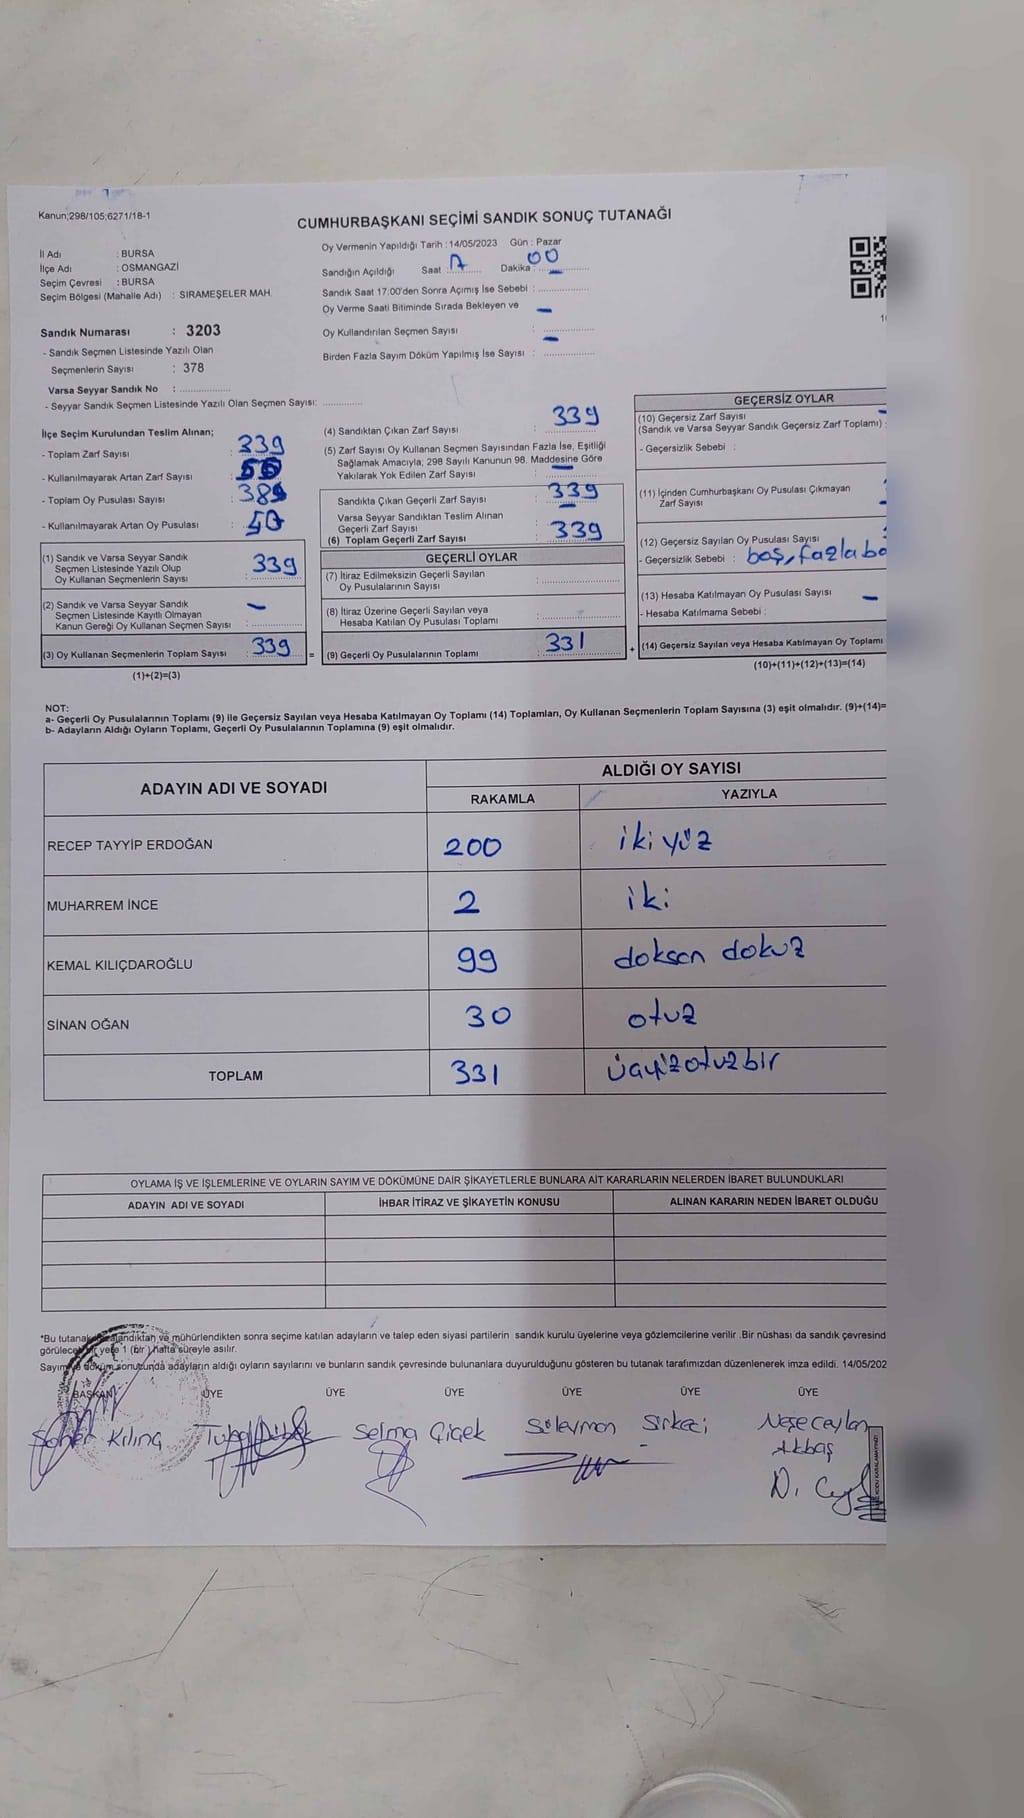 Kanun;298/105;6271/18-1
CUMHURBAŞKANI SEÇİMİ SANDIK SONUÇ TUTANAĞI
İl Adı : BURSA
İlçe Adı : OSMANGAZİ
Seçim Çevresi : BURSA
Seçim Bölgesi (Mahalle Adı) : SIRAMEŞELER MAH.
Sandık Numarası : 3203
- Sandık Seçmen Listesinde Yazılı Olan
Seçmenlerin Sayısı : 378
Varsa Seyyar Sandık No :
- Seyyar Sandık Seçmen Listesinde Yazılı Olan Seçmen Sayısı:
Oy Vermenin Yapıldığı Tarih : 14/05/2023 Gün : Pazar
Sandığın Açıldığı Saat : 17 Dakika : 00
Sandık Saat 17:00'den Sonra Açımış İse Sebebi :
Oy Verme Saati Bitiminde Sırada Bekleyen ve –
Oy Kullandırılan Seçmen Sayısı :
Birden Fazla Sayım Döküm Yapılmış İse Sayısı : –
İlçe Seçim Kurulundan Teslim Alınan;
- Toplam Zarf Sayısı : 339
- Kullanılmayarak Artan Zarf Sayısı :
- Toplam Oy Pusulası Sayısı :
- Kullanılmayarak Artan Oy Pusulası :
(1) Sandık ve Varsa Seyyar Sandık
Seçmen Listesinde Yazılı Olup
Oy Kullanan Seçmenlerin Sayısı : 339
(2) Sandık ve Varsa Seyyar Sandık
Seçmen Listesinde Kayıtlı Olmayan
Kanun Gereği Oy Kullanan Seçmen Sayısı : –
(3) Oy Kullanan Seçmenlerin Toplam Sayısı : 339
(1)+(2)=(3)
(4) Sandıktan Çıkan Zarf Sayısı : 339
(5) Zarf Sayısı Oy Kullanan Seçmen Sayısından Fazla İse, Eşitliği
Sağlamak Amacıyla; 298 Sayılı Kanunun 98. Maddesine Göre
Yakılarak Yok Edilen Zarf Sayısı : –
Sandıkta Çıkan Geçerli Zarf Sayısı : 339
Varsa Seyyar Sandıktan Teslim Alınan
Geçerli Zarf Sayısı : –
(6) Toplam Geçerli Zarf Sayısı : 339
GEÇERLİ OYLAR
(7) İtiraz Edilmeksizin Geçerli Sayılan
Oy Pusulalarının Sayısı :
(8) İtiraz Üzerine Geçerli Sayılan veya
Hesaba Katılan Oy Pusulası Toplamı :
(9) Geçerli Oy Pusulalarının Toplamı : 331
GEÇERSİZ OYLAR
(10) Geçersiz Zarf Sayısı
(Sandık ve Varsa Seyyar Sandık Geçersiz Zarf Toplamı) :
- Geçersizlik Sebebi :
(11) İçinden Cumhurbaşkanı Oy Pusulası Çıkmayan
Zarf Sayısı
(12) Geçersiz Sayılan Oy Pusulası Sayısı
- Geçersizlik Sebebi : boş, fazla ba
(13) Hesaba Katılmayan Oy Pusulası Sayısı –
- Hesaba Katılmama Sebebi :
(14) Geçersiz Sayılan veya Hesaba Katılmayan Oy Toplamı
(10)+(11)+(12)+(13)=(14)
NOT:
a- Geçerli Oy Pusulalarının Toplamı (9) ile Geçersiz Sayılan veya Hesaba Katılmayan Oy Toplamı (14) Toplamları, Oy Kullanan Seçmenlerin Toplam Sayısına (3) eşit olmalıdır. (9)+(14)=
b- Adayların Aldığı Oyların Toplamı, Geçerli Oy Pusulalarının Toplamına (9) eşit olmalıdır.
ADAYIN ADI VE SOYADI ALDIĞI OY SAYISI
RAKAMLA YAZIYLA
RECEP TAYYİP ERDOĞAN 200 iki yüz
MUHARREM İNCE 2 iki
KEMAL KILIÇDAROĞLU 99 doksan dokuz
SİNAN OĞAN 30 otuz
TOPLAM 331 üçyüzotuzbir
OYLAMA İŞ VE İŞLEMLERİNE VE OYLARIN SAYIM VE DÖKÜMÜNE DAİR ŞİKAYETLERLE BUNLARA AİT KARARLARIN NELERDEN İBARET BULUNDUKLARI
ADAYIN ADI VE SOYADI İHBAR İTİRAZ VE ŞİKAYETİN KONUSU ALINAN KARARIN NEDEN İBARET OLDUĞU
*Bu tutanak imzalandıktan ve mühürlendikten sonra seçime katılan adayların ve talep eden siyasi partilerin sandık kurulu üyelerine veya gözlemcilerine verilir .Bir nüshası da sandık çevresind
görülecek bir yere 1 (bir ) hafta süreyle asılır.
Sayım ve döküm sonucunda adayların aldığı oyların sayılarını ve bunların sandık çevresinde bulunanlara duyurulduğunu gösteren bu tutanak tarafımızdan düzenlenerek imza edildi. 14/05/202
BAŞKAN ÜYE ÜYE ÜYE ÜYE ÜYE ÜYE
Kılınç Selma Çiçek Süleyman Sirkeci Neşe Ceylan
Akbaş